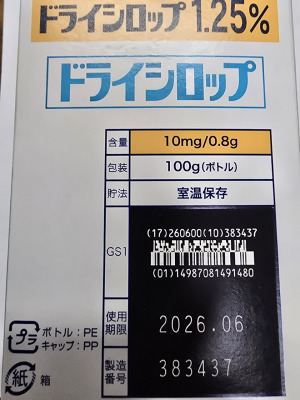 ドライシロップ 1.25%
ドライシロップ
含量 10mg/0.8g
包装 100g(ボトル)
貯法 室温保存
GS1
(17)260600(10)383437
(01)14987081491480
使用期限 2026.06
製造番号 383437
プラ
ボトル：PE
キャップ：PP
紙 箱